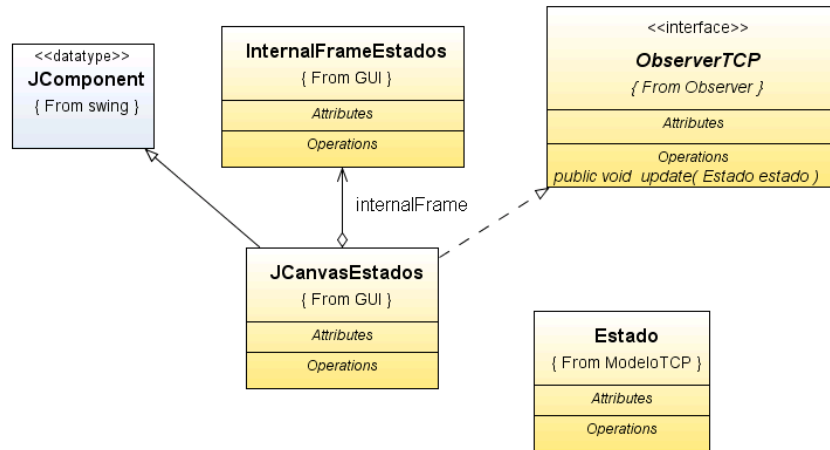 <<datatype>>
JComponent
{ From swing }
InternalFrameEstados
{ From GUI }
Attributes
Operations
<<interface>>
ObserverTCP
{ From Observer }
Attributes
Operations
public void update( Estado estado )
internalFrame
JCanvasEstados
{ From GUI }
Attributes
Operations
Estado
{ From ModeloTCP }
Attributes
Operations